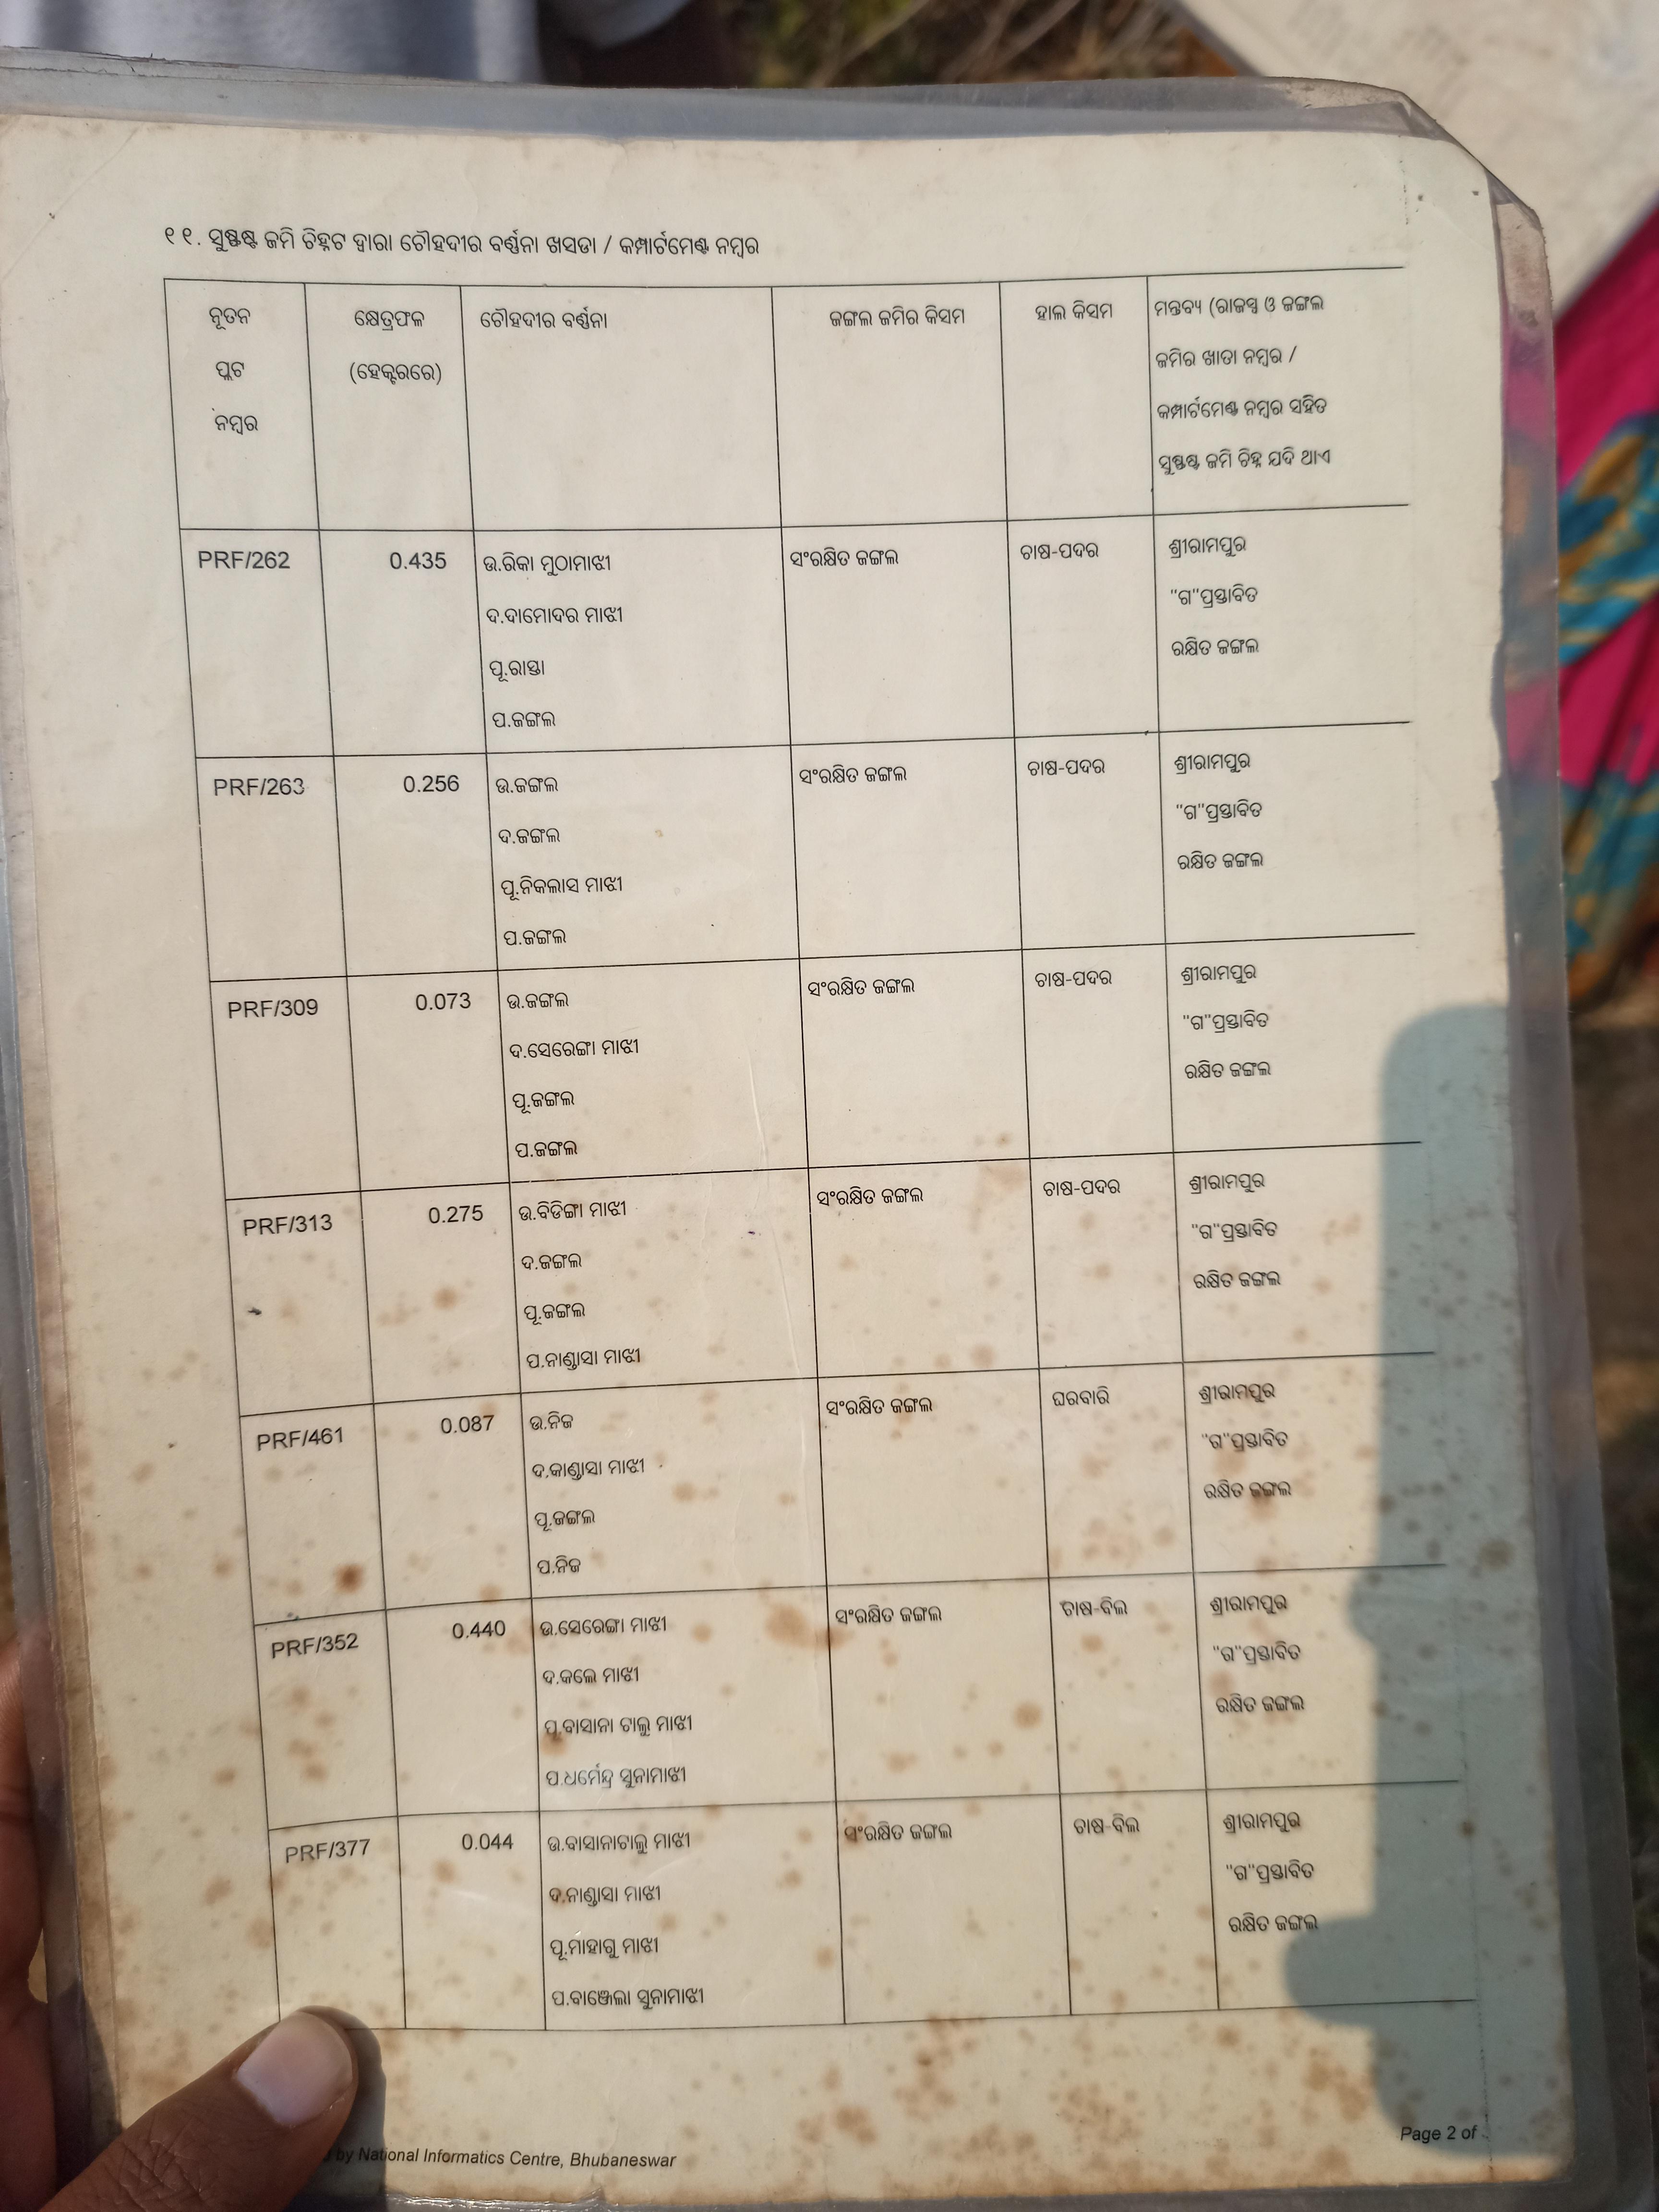 ୧୧. ସୁଷ୍ପଷ୍ଟ ଜମି ଚିହ୍ନଟ ଦ୍ଵାରା ଚୌହଦୀର ବର୍ଣ୍ଣନା ଖସଡା / କମ୍ପାର୍ଟମେଣ୍ଟ ନମ୍ବର
ନୂତନ
ପ୍ଲଟ
ନମ୍ବର
କ୍ଷେତ୍ରଫଳ
(ହେକ୍ଟରରେ)
ଚୌହଦୀର ବର୍ଣ୍ଣନା
ଜଙ୍ଗଲ ଜମିର କିସମ
ହାଲ କିସମ
ମନ୍ତବ୍ୟ (ରାଜସ୍ଵ ଓ ଜଙ୍ଗଲ
ଜମିର ଖାତା ନମ୍ବର /
କମ୍ପାର୍ଟମେଣ୍ଟ ନମ୍ବର ସହିତ
ସୁଷ୍ପଷ୍ଟ ଜମି ଚିହ୍ନ ଯଦି ଥାଏ
PRF/262
0.435
ଉ.ରିକା ମୁଠାମାଝୀ
ଦ.ଦାମୋଦର ମାଝୀ
ପୂ.ରାସ୍ତା
ପ.ଜଙ୍ଗଲ
ସଂରକ୍ଷିତ ଜଙ୍ଗଲ
ଚାଷ-ପଦର
ଶ୍ରୀରାମପୁର
"ଗ"ପ୍ରସ୍ତାବିତ
ରକ୍ଷିତ ଜଙ୍ଗଲ
PRF/263
0.256
ଉ.ଜଙ୍ଗଲ
ଦ.ଜଙ୍ଗଲ
ପୂ.ନିକଲାସ ମାଝୀ
ପ.ଜଙ୍ଗଲ
ସଂରକ୍ଷିତ ଜଙ୍ଗଲ
ଚାଷ-ପଦର
ଶ୍ରୀରାମପୁର
"ଗ"ପ୍ରସ୍ତାବିତ
ରକ୍ଷିତ ଜଙ୍ଗଲ
PRF/309
0.073
ଉ.ଜଙ୍ଗଲ
ଦ.ସେରେଙ୍ଗା ମାଝୀ
ପୂ.ଜଙ୍ଗଲ
ପ.ଜଙ୍ଗଲ
ସଂରକ୍ଷିତ ଜଙ୍ଗଲ
ଚାଷ-ପଦର
ଶ୍ରୀରାମପୁର
"ଗ"ପ୍ରସ୍ତାବିତ
ରକ୍ଷିତ ଜଙ୍ଗଲ
PRF/313
0.275
ଉ.ବିଡିଙ୍ଗା ମାଝୀ
ଦ.ଜଙ୍ଗଲ
ପୂ.ଜଙ୍ଗଲ
ପ.ନାଣ୍ଡାସା ମାଝୀ
ସଂରକ୍ଷିତ ଜଙ୍ଗଲ
ଚାଷ-ପଦର
ଶ୍ରୀରାମପୁର
"ଗ"ପ୍ରସ୍ତାବିତ
ରକ୍ଷିତ ଜଙ୍ଗଲ
PRF/461
0.087
ଉ.ନିଜ
ଦ.କାଣ୍ଡାସା ମାଝୀ
ପୂ.ଜଙ୍ଗଲ
ପ.ନିଜ
ସଂରକ୍ଷିତ ଜଙ୍ଗଲ
ଘରବାରି
ଶ୍ରୀରାମପୁର
"ଗ"ପ୍ରସ୍ତାବିତ
ରକ୍ଷିତ ଜଙ୍ଗଲ
PRF/352
0.440
ଉ.ସେରେଙ୍ଗା ମାଝୀ
ଦ.କଲେ ମାଝୀ
ପୂ.ବାସାନା ଟାଲୁ ମାଝୀ
ପ.ଧର୍ମେନ୍ଦ୍ର ସୁନାମାଝୀ
ସଂରକ୍ଷିତ ଜଙ୍ଗଲ
ଚାଷ-ବିଲ
ଶ୍ରୀରାମପୁର
"ଗ"ପ୍ରସ୍ତାବିତ
ରକ୍ଷିତ ଜଙ୍ଗଲ
PRF/377
0.044
ଉ.ବାସାନାଟାଲୁ ମାଝୀ
ଦ.ନାଣ୍ଡାସା ମାଝୀ
ପୂ.ମାହାଗୁ ମାଝୀ
ପ.ବାଞ୍ଜେଲା ସୁନାମାଝୀ
ସଂରକ୍ଷିତ ଜଙ୍ଗଲ
ଚାଷ-ବିଲ
ଶ୍ରୀରାମପୁର
"ଗ"ପ୍ରସ୍ତାବିତ
ରକ୍ଷିତ ଜଙ୍ଗଲ
by National Informatics Centre, Bhubaneswar
Page 2 of